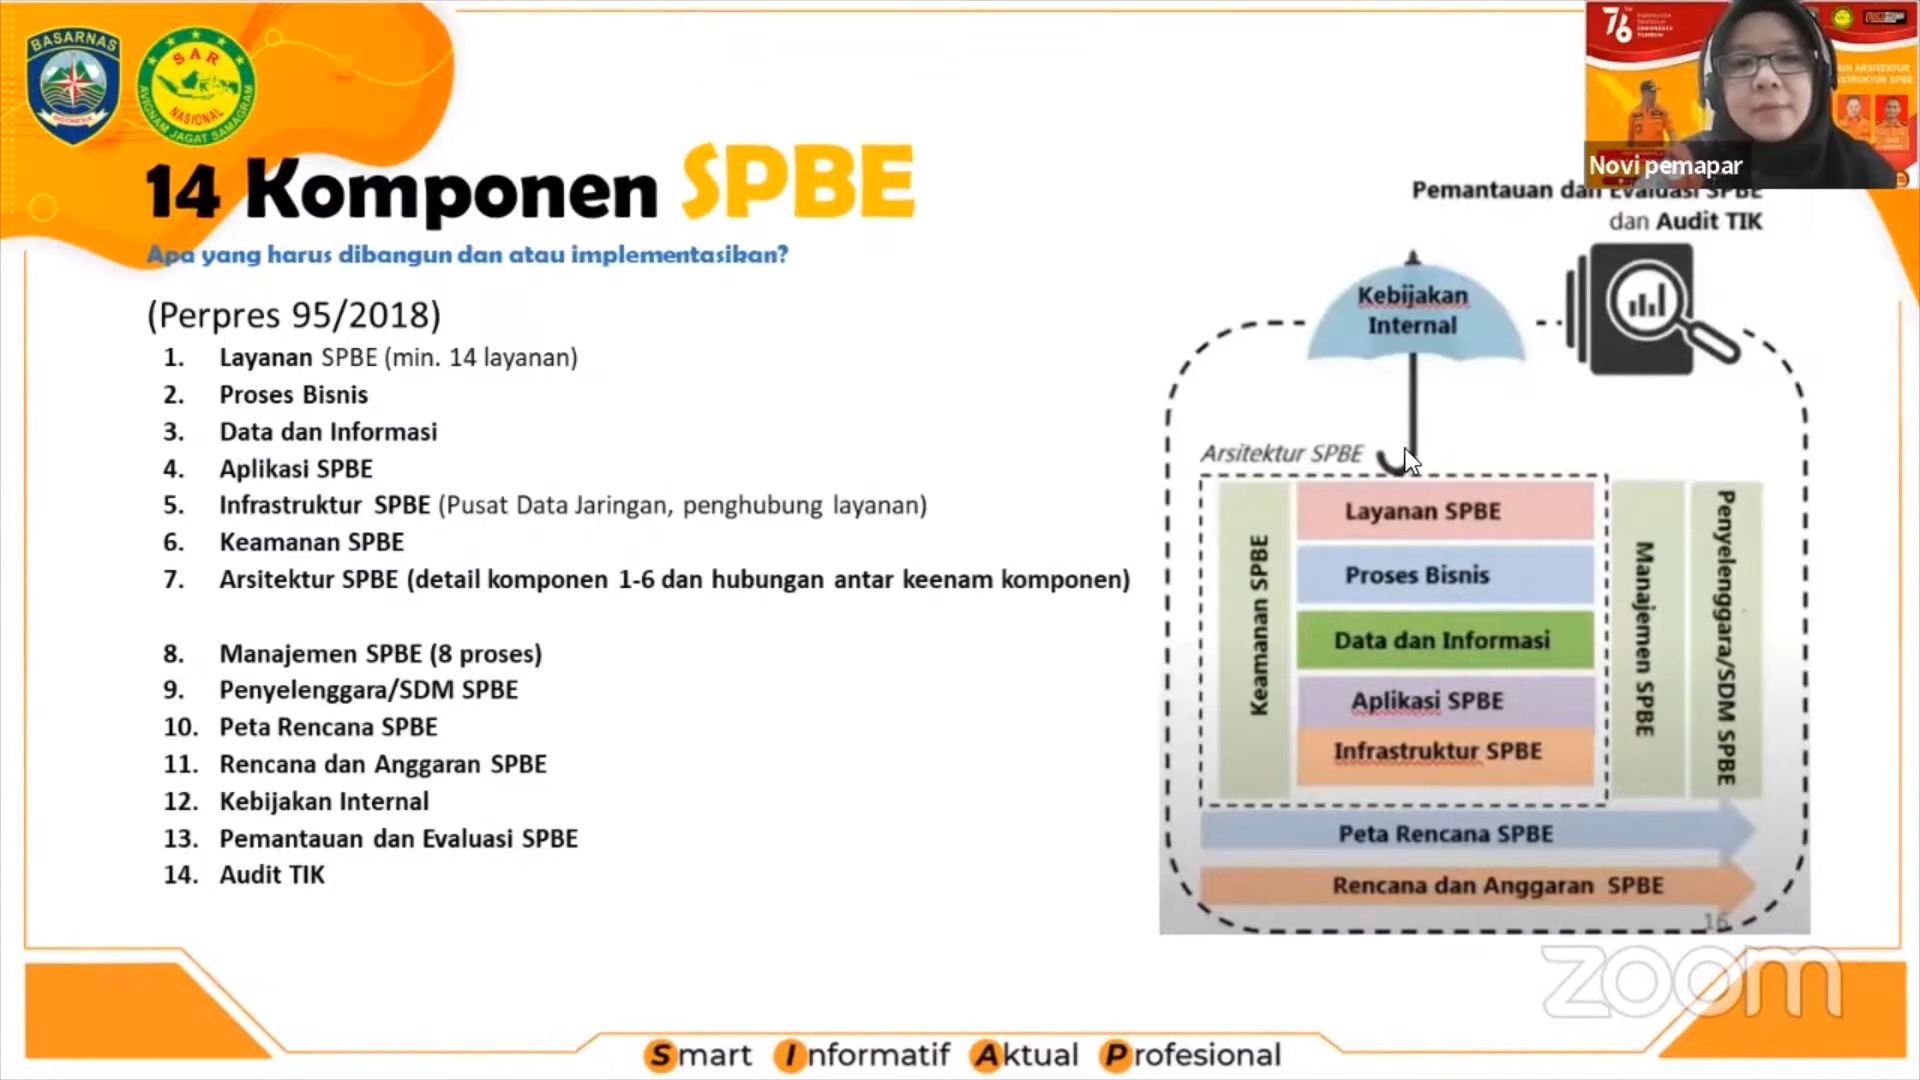 BASARNAS
INDONESIA
SAR
NASIONAL
AVIGNAM JAGAT SAMAGRAM
14 Komponen SPBE
Apa yang harus dibangun dan atau implementasikan?
(Perpres 95/2018)
1. Layanan SPBE (min. 14 layanan)
2. Proses Bisnis
3. Data dan Informasi
4. Aplikasi SPBE
5. Infrastruktur SPBE (Pusat Data Jaringan, penghubung layanan)
6. Keamanan SPBE
7. Arsitektur SPBE (detail komponen 1-6 dan hubungan antar keenam komponen)
8. Manajemen SPBE (8 proses)
9. Penyelenggara/SDM SPBE
10. Peta Rencana SPBE
11. Rencana dan Anggaran SPBE
12. Kebijakan Internal
13. Pemantauan dan Evaluasi SPBE
14. Audit TIK
76
Novi pemapar
Pemantauan dan Evaluasi SPBE
dan Audit TIK
Kebijakan
Internal
Arsitektur SPBE
Keamanan SPBE
Layanan SPBE
Proses Bisnis
Data dan Informasi
Aplikasi SPBE
Infrastruktur SPBE
Manajemen SPBE
Penyelenggara/SDM SPBE
Peta Rencana SPBE
Rencana dan Anggaran SPBE
16
zoom
Smart Informatif Aktual Profesional